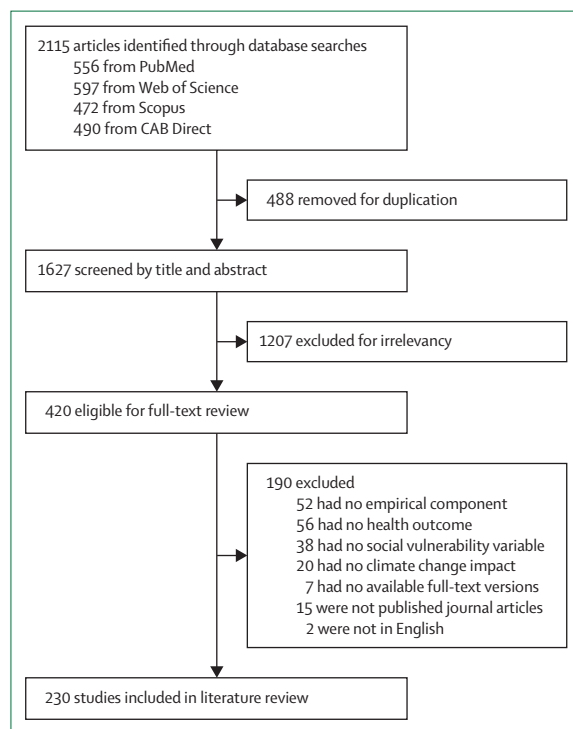 2115 articles identified through database searches
556 from PubMed
597 from Web of Science
472 from Scopus
490 from CAB Direct
488 removed for duplication
1627 screened by title and abstract
1207 excluded for irrelevancy
420 eligible for full-text review
190 excluded
52 had no empirical component
56 had no health outcome
38 had no social vulnerability variable
20 had no climate change impact
7 had no available full-text versions
15 were not published journal articles
2 were not in English
230 studies included in literature review